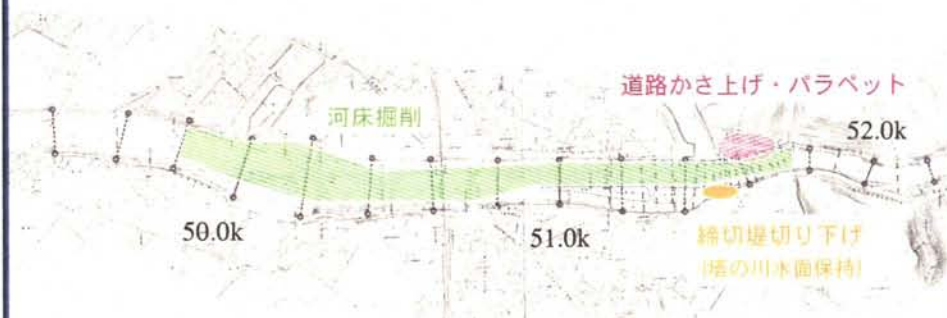 道路かさ上げ・パラペット
河床掘削
52.0k
50.0k
51.0k
締切堤切り下げ
(塔の川水面保持)